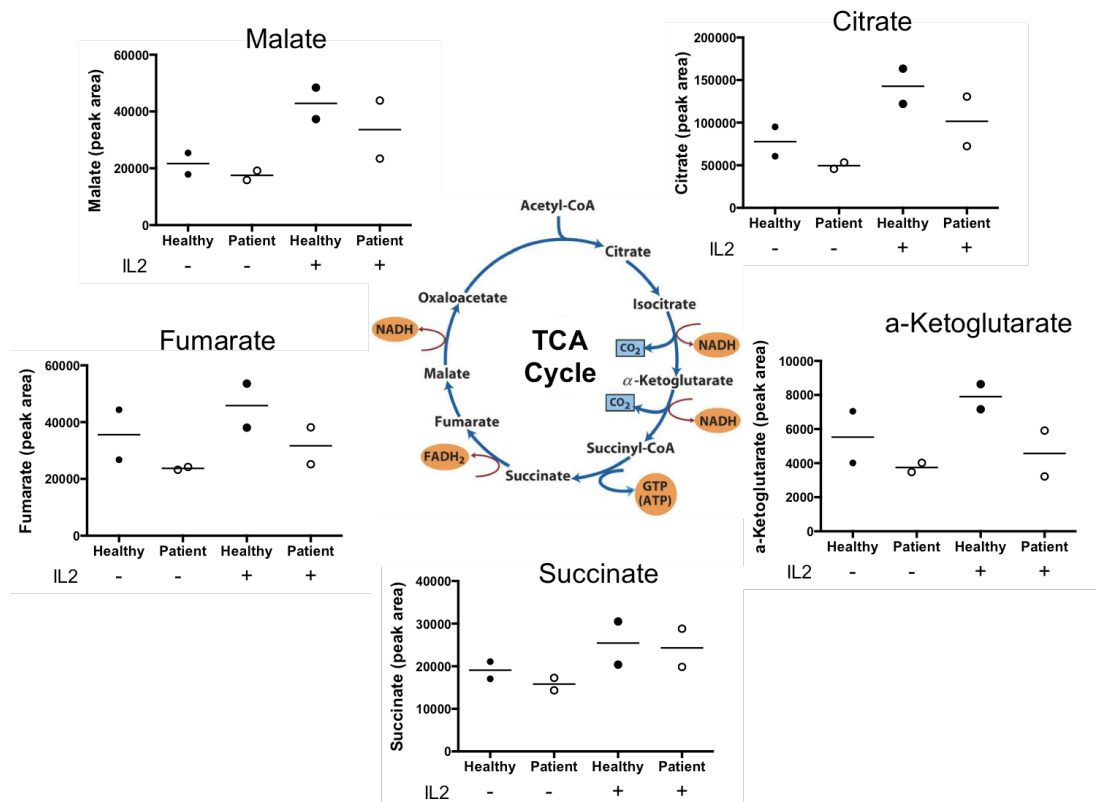 Malate
Malate (peak area)
60000
40000
20000
0
Healthy Patient Healthy Patient
IL2 - - + +
Citrate
Citrate (peak area)
200000
150000
100000
50000
0
Healthy Patient Healthy Patient
IL2 - - + +
Fumarate
Fumarate (peak area)
60000
40000
20000
0
Healthy Patient Healthy Patient
IL2 - - + +
TCA
Cycle
Acetyl-CoA
Citrate
Isocitrate
CO2
NADH
α-Ketoglutarate
CO2
NADH
Succinyl-CoA
GTP
(ATP)
Succinate
FADH2
Fumarate
Malate
NADH
Oxaloacetate
a-Ketoglutarate
a-Ketoglutarate (peak area)
10000
8000
6000
4000
2000
0
Healthy Patient Healthy Patient
IL2 - - + +
Succinate
Succinate (peak area)
40000
30000
20000
10000
0
Healthy Patient Healthy Patient
IL2 - - + +